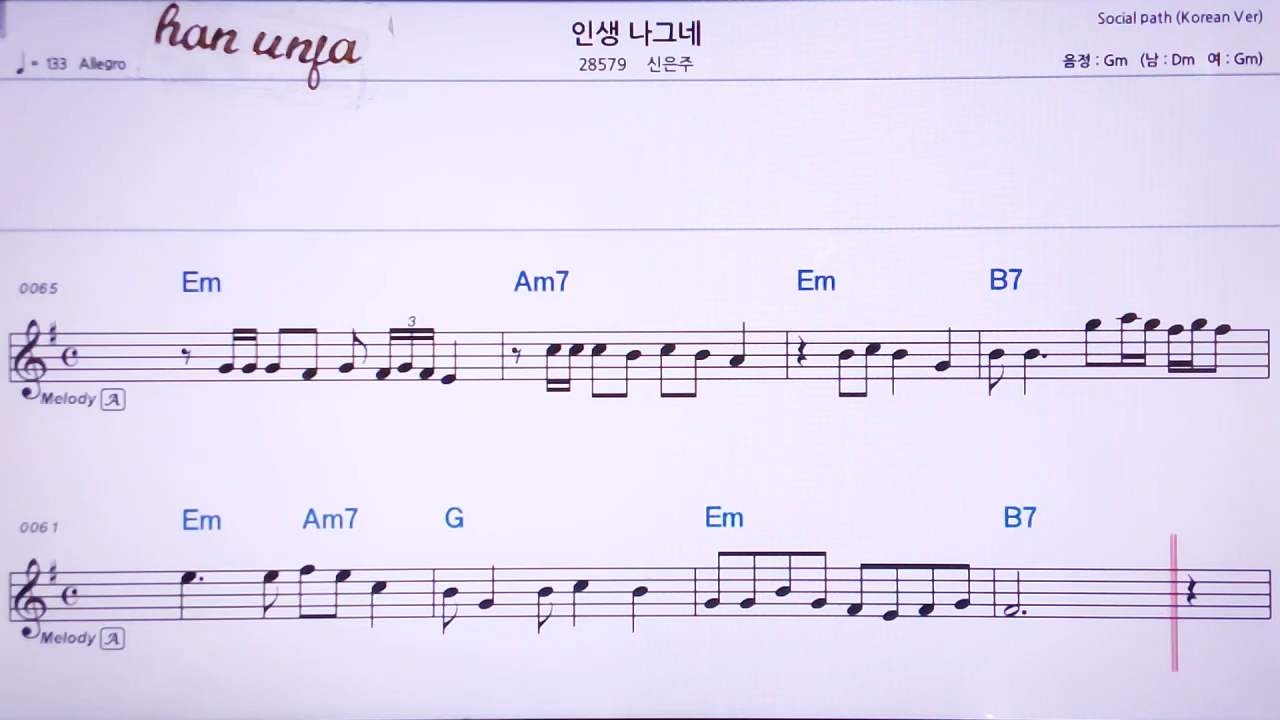 han unja
인생 나그네
Social path (Korean Ver)
♩= 133 Allegro
28579 신은주
음정 : Gm (남 : Dm 여 : Gm)
0065
Em Am7 Em B7
3
Melody A
0061
Em Am7 G Em B7
Melody A